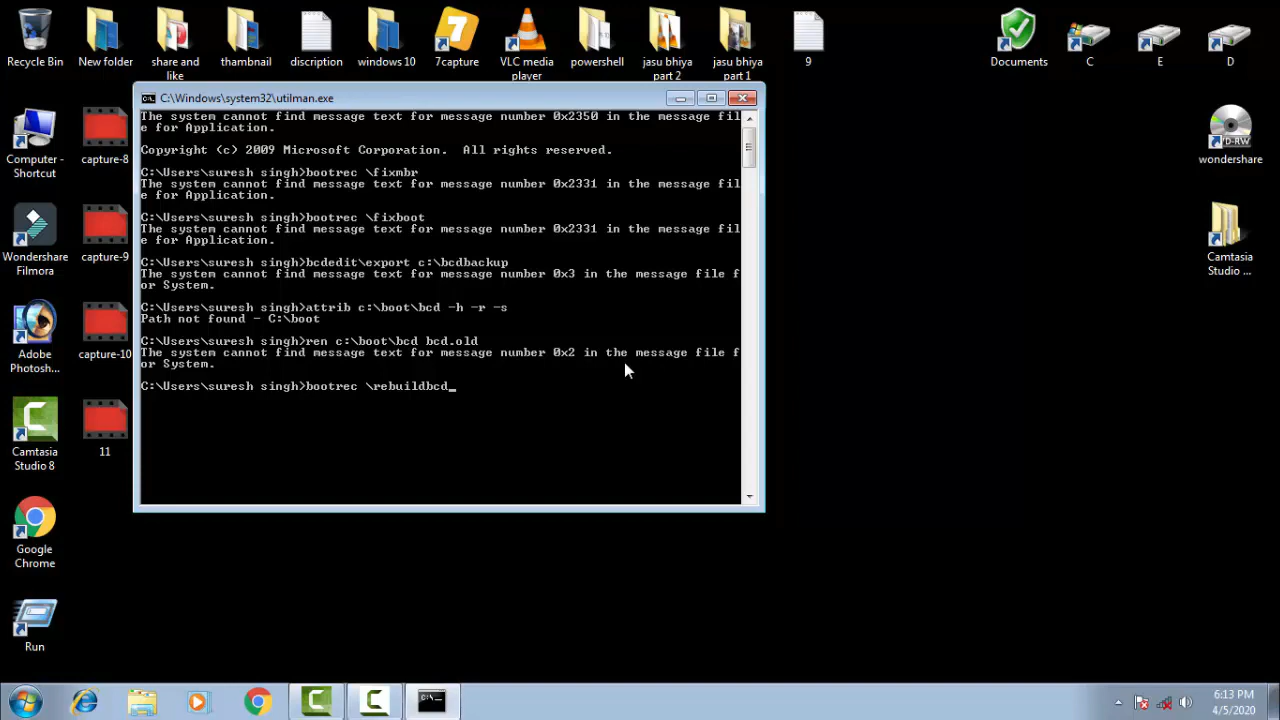 Recycle Bin
New folder
share and
like
thumbnail
discription
windows 10
7capture
VLC media
player
powershell
jasu bhiya
part 2
jasu bhiya
part 1
9
Documents
C
E
D
C:\Windows\system32\utilman.exe
The system cannot find message text for message number 0x2350 in the message fil
e for Application.
Copyright (c) 2009 Microsoft Corporation.  All rights reserved.
C:\Users\suresh singh>bootrec \fixmbr
The system cannot find message text for message number 0x2331 in the message fil
e for Application.
C:\Users\suresh singh>bootrec \fixboot
The system cannot find message text for message number 0x2331 in the message fil
e for Application.
C:\Users\suresh singh>bcdedit\export c:\bcdbackup
The system cannot find message text for message number 0x3 in the message file f
or System.
C:\Users\suresh singh>attrib c:\boot\bcd -h -r -s
Path not found - C:\boot
C:\Users\suresh singh>ren c:\boot\bcd bcd.old
The system cannot find message text for message number 0x2 in the message file f
or System.
C:\Users\suresh singh>bootrec \rebuildbcd_
Computer -
Shortcut
capture-8
DVD-RW
wondershare
Wondershare
Filmora
capture-9
Camtasia
Studio ...
Adobe
Photosh...
capture-10
Camtasia
Studio 8
11
Google
Chrome
Run
6:13 PM
4/5/2020